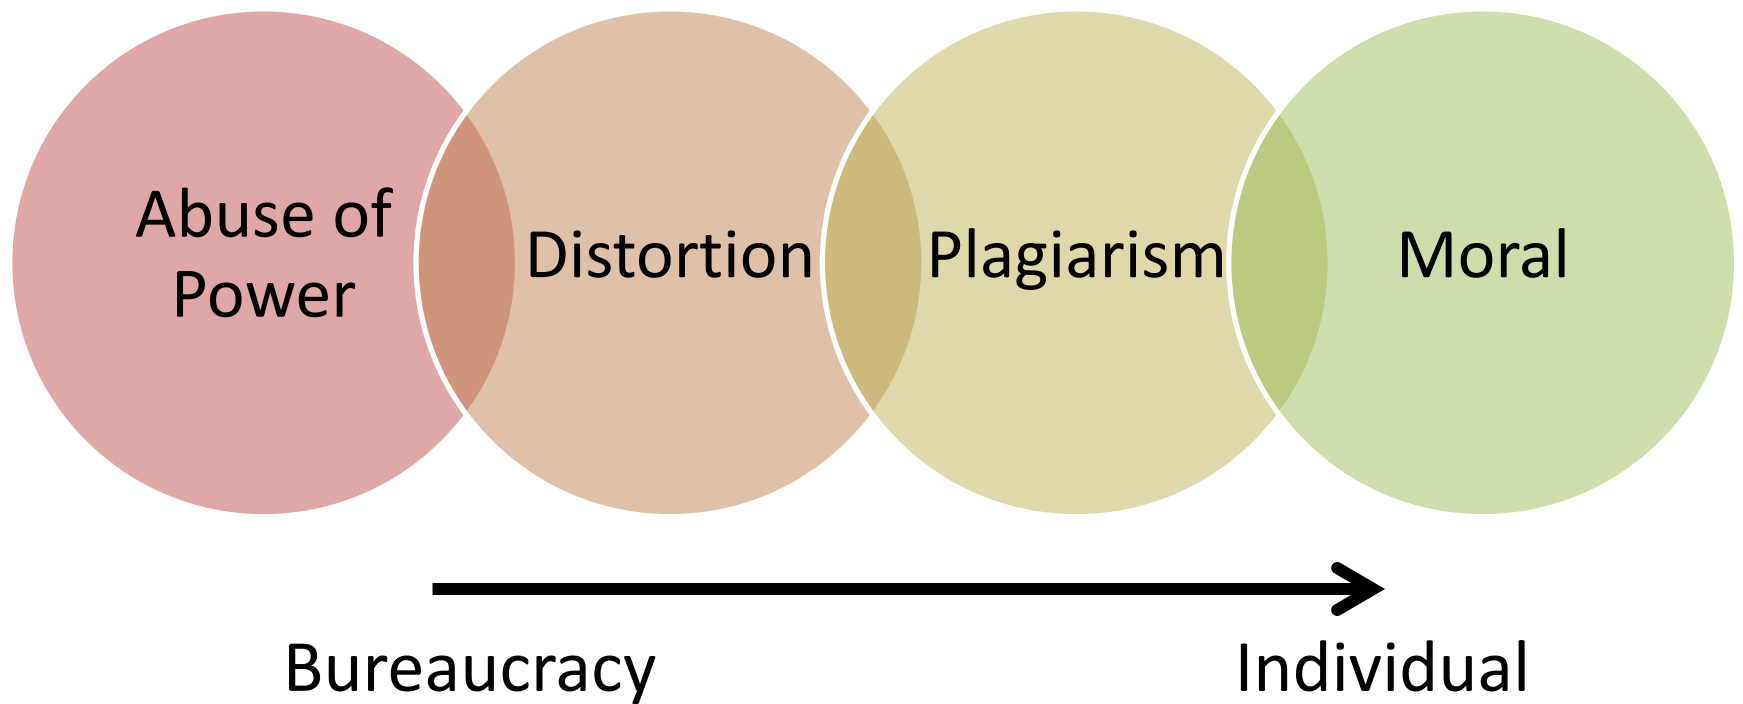 Abuse of
Power
Distortion
Plagiarism
Moral
Bureaucracy
Individual